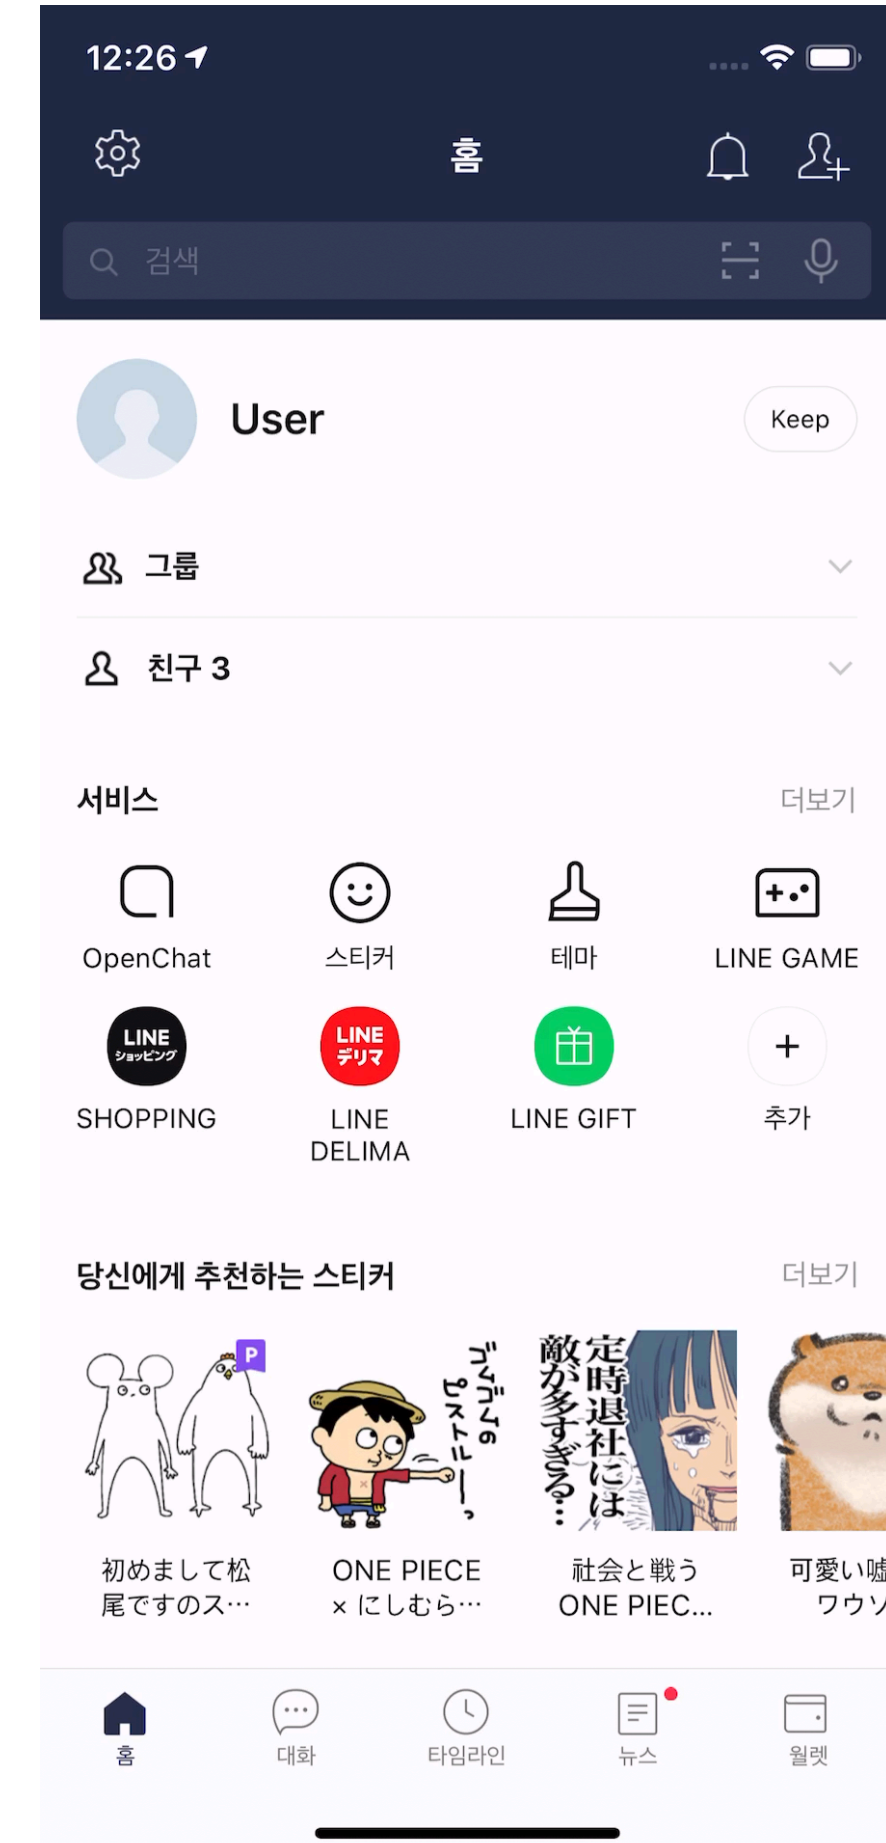 12:26
홈
검색
User
Keep
그룹
친구 3
서비스
더보기
OpenChat
스티커
테마
LINE GAME
LINE
ショッピング
LINE
デリマ
SHOPPING
LINE
DELIMA
LINE GIFT
추가
당신에게 추천하는 스티커
더보기
P
ゴムゴムの
ピストルーっ
定時退社には
敵が多すぎる…
初めまして松
尾ですのス…
ONE PIECE
× にしむら…
社会と戦う
ONE PIEC...
可愛い嘘
ワウソ
홈
대화
타임라인
뉴스
월렛